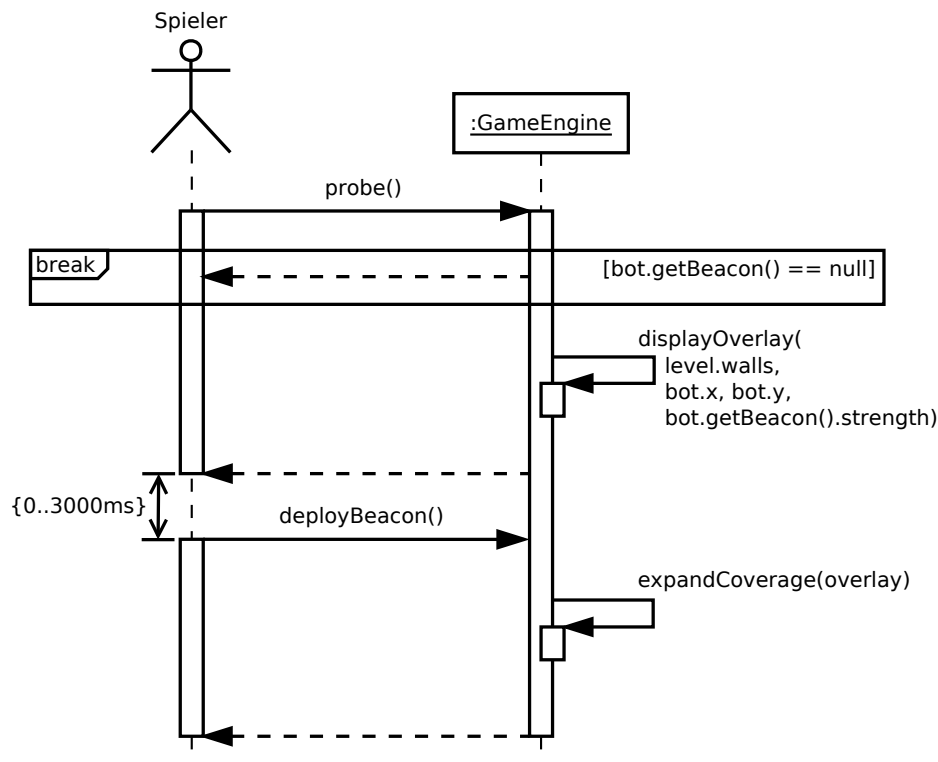 Spieler
:GameEngine
probe()
break
[bot.getBeacon() == null]
displayOverlay(
level.walls,
bot.x, bot.y,
bot.getBeacon().strength)
{0..3000ms}
deployBeacon()
expandCoverage(overlay)